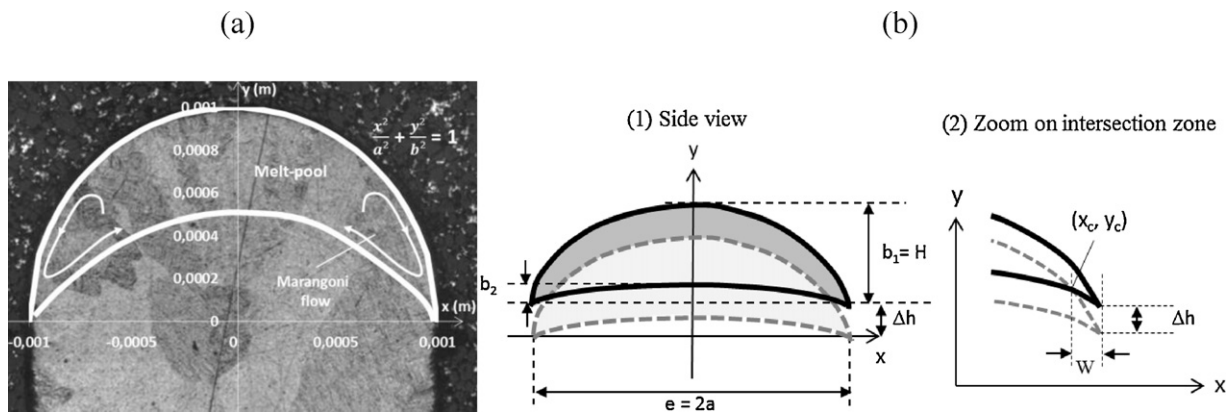 (a)
(b)
y (m)
0,001
x²/a² + y²/b² = 1
0,0008
Melt-pool
0,0006
0,0004
0,0002
Marangoni
flow
x (m)
0
-0,001
-0,0005
0
0,0005
0,001
(1) Side view
y
b₁= H
b₂
Δh
x
e = 2a
(2) Zoom on intersection zone
y
(x꜀, y꜀)
Δh
W
x